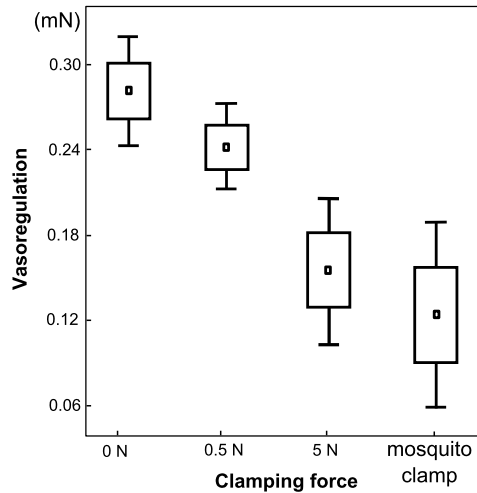 (mN)
0.30
0.24
0.18
0.12
0.06
Vasoregulation
0 N
0.5 N
5 N
mosquito
clamp
Clamping force